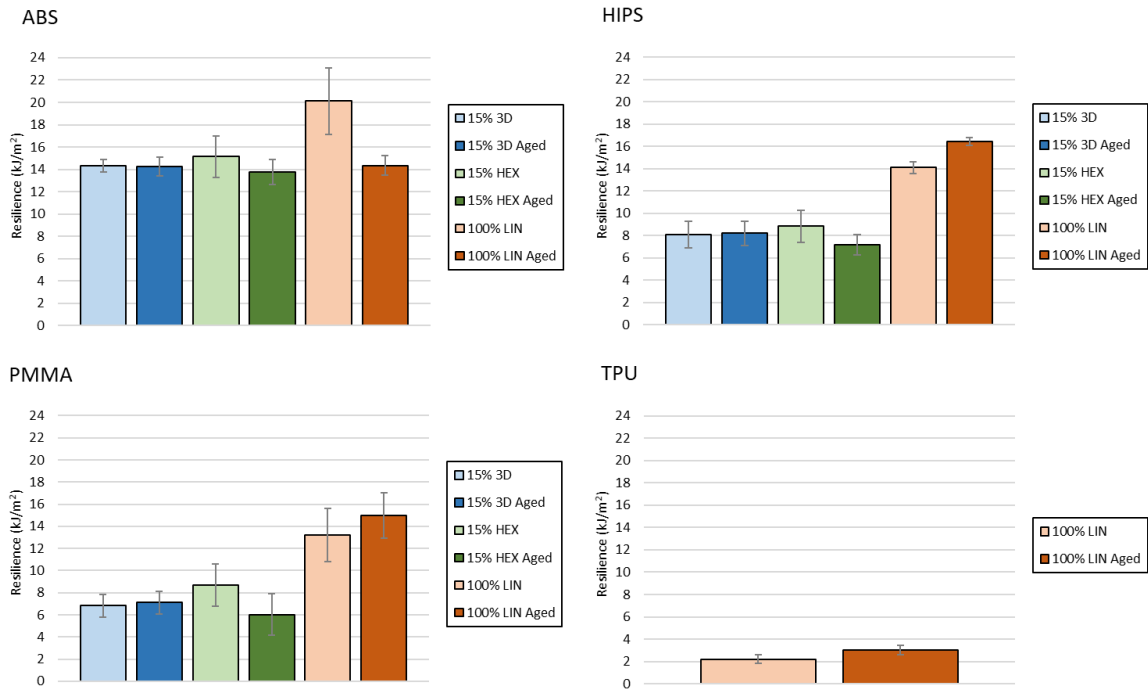 ABS
Resilience (kJ/m²)
24
22
20
18
16
14
12
10
8
6
4
2
0
15% 3D
15% 3D Aged
15% HEX
15% HEX Aged
100% LIN
100% LIN Aged
HIPS
Resilience (kJ/m²)
24
22
20
18
16
14
12
10
8
6
4
2
0
15% 3D
15% 3D Aged
15% HEX
15% HEX Aged
100% LIN
100% LIN Aged
PMMA
Resilience (kJ/m²)
24
22
20
18
16
14
12
10
8
6
4
2
0
15% 3D
15% 3D Aged
15% HEX
15% HEX Aged
100% LIN
100% LIN Aged
TPU
Resilience (kJ/m²)
24
22
20
18
16
14
12
10
8
6
4
2
0
100% LIN
100% LIN Aged